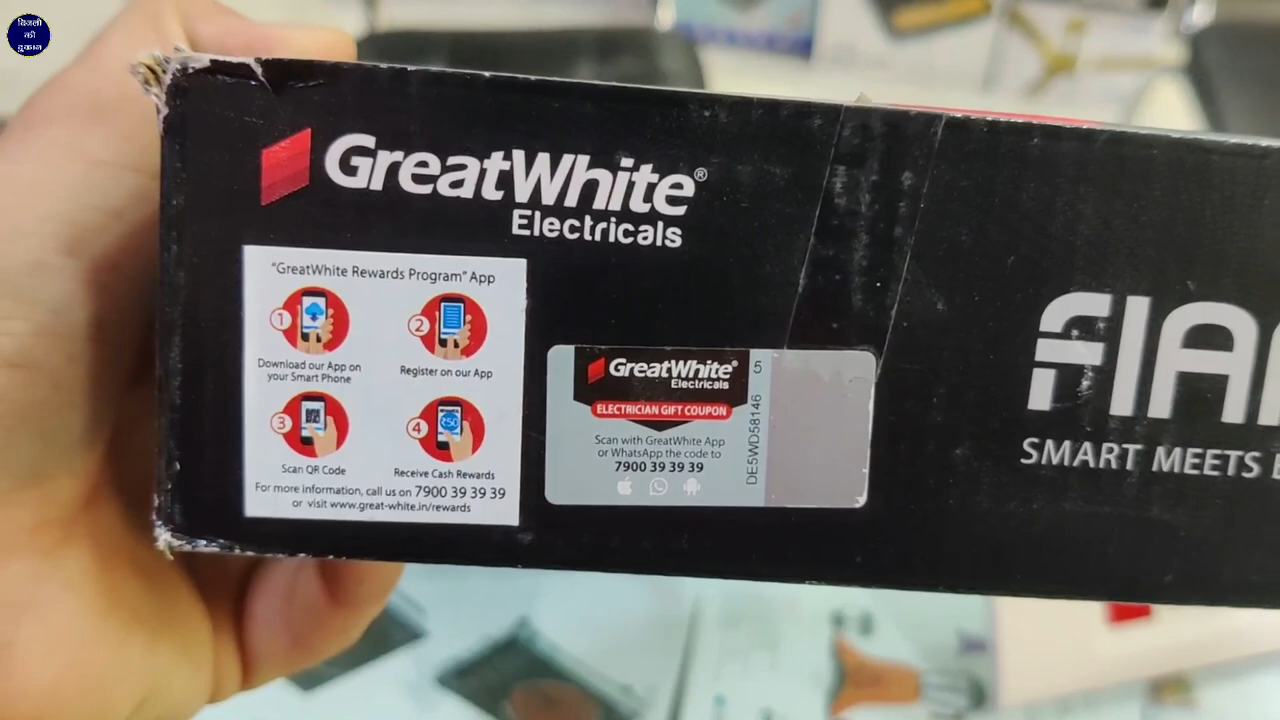 बिजली
की
दुकान
GreatWhite®
Electricals
"GreatWhite Rewards Program" App
1
Download our App on
your Smart Phone
2
Register on our App
3
Scan QR Code
4
₹50
Receive Cash Rewards
For more information, call us on 7900 39 39 39
or visit www.great-white.in/rewards
GreatWhite®
Electricals
ELECTRICIAN GIFT COUPON
Scan with GreatWhite App
or WhatsApp the code to
7900 39 39 39
DE5WD58146
5
FIA
SMART MEETS